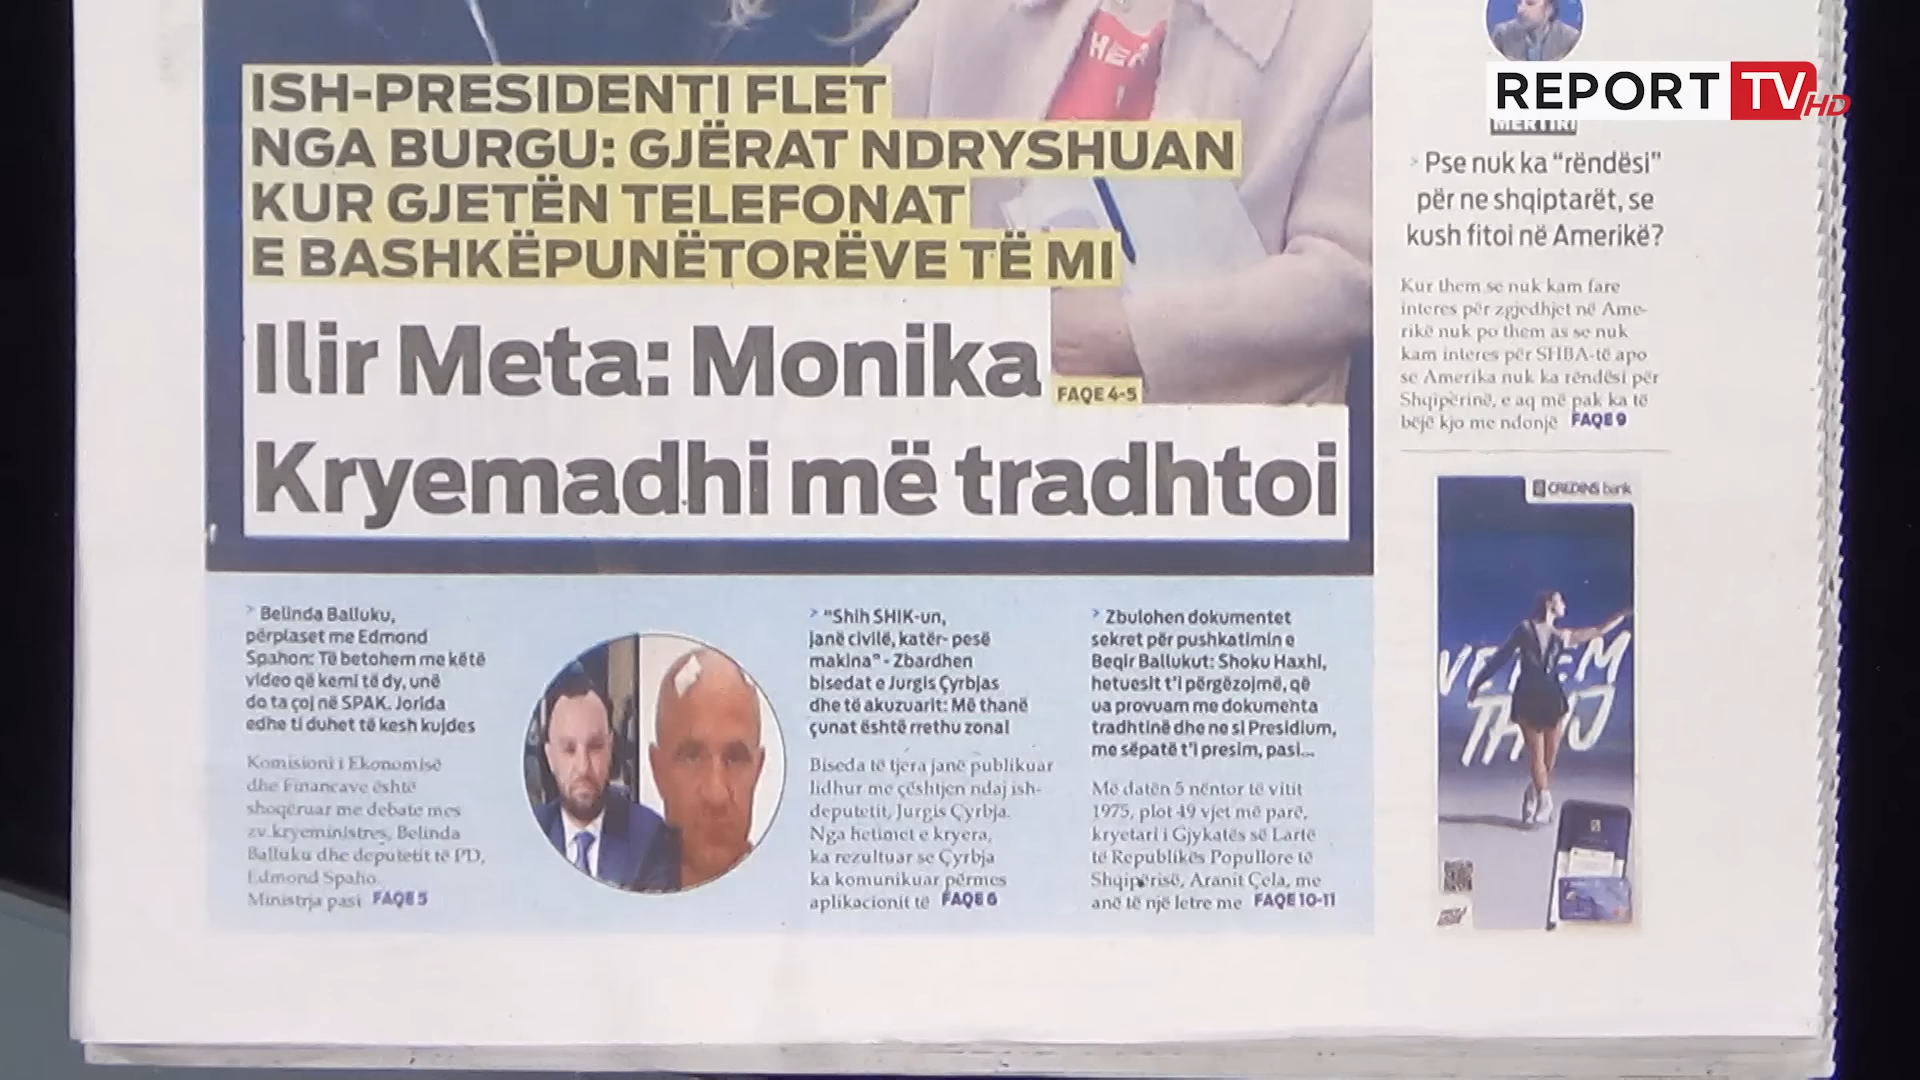 REPORT TV HD
HEA
ISH-PRESIDENTI FLET
NGA BURGU: GJËRAT NDRYSHUAN
KUR GJETËN TELEFONAT
E BASHKËPUNËTORËVE TË MI
Ilir Meta: Monika
FAQE 4-5
Kryemadhi më tradhtoi
> Belinda Balluku,
përplaset me Edmond
Spahon: Të betohem me këtë
video që kemi të dy, unë
do ta çoj në SPAK. Jorida
edhe ti duhet të kesh kujdes
Komisioni i Ekonomisë
dhe Financave është
shoqëruar me debate mes
zv.kryeministres, Belinda
Balluku dhe deputetit të PD,
Edmond Spaho.
Ministrja pasi FAQE 5
> "Shih SHIK-un,
janë civilë, katër- pesë
makina" - Zbardhen
bisedat e Jurgis Çyrbjas
dhe të akuzuarit: Më thanë
çunat është rrethu zonal
Biseda të tjera janë publikuar
lidhur me çështjen ndaj ish-
deputetit, Jurgis Çyrbja.
Nga hetimet e kryera,
ka rezultuar se Çyrbja
ka komunikuar përmes
aplikacionit të FAQE 6
> Zbulohen dokumentet
sekret për pushkatimin e
Beqir Ballukut: Shoku Haxhi,
hetuesit t'i përgëzojmë, që
ua provuam me dokumenta
tradhtinë dhe ne si Presidium,
me sëpatë t'i presim, pasi...
Më datën 5 nëntor të vitit
1975, plot 49 vjet më parë,
kryetari i Gjykatës së Lartë
të Republikës Popullore të
Shqipërisë, Aranit Çela, me
anë të një letre me FAQE 10-11
MERTIRI
> Pse nuk ka "rëndësi"
për ne shqiptarët, se
kush fitoi në Amerikë?
Kur them se nuk kam fare
interes për zgjedhjet në Ame-
rikë nuk po them as se nuk
kam interes për SHBA-të apo
se Amerika nuk ka rëndësi për
Shqipërinë, e aq më pak ka të
bëjë kjo me ndonjë FAQE 9
CREDINS bank
VETËM